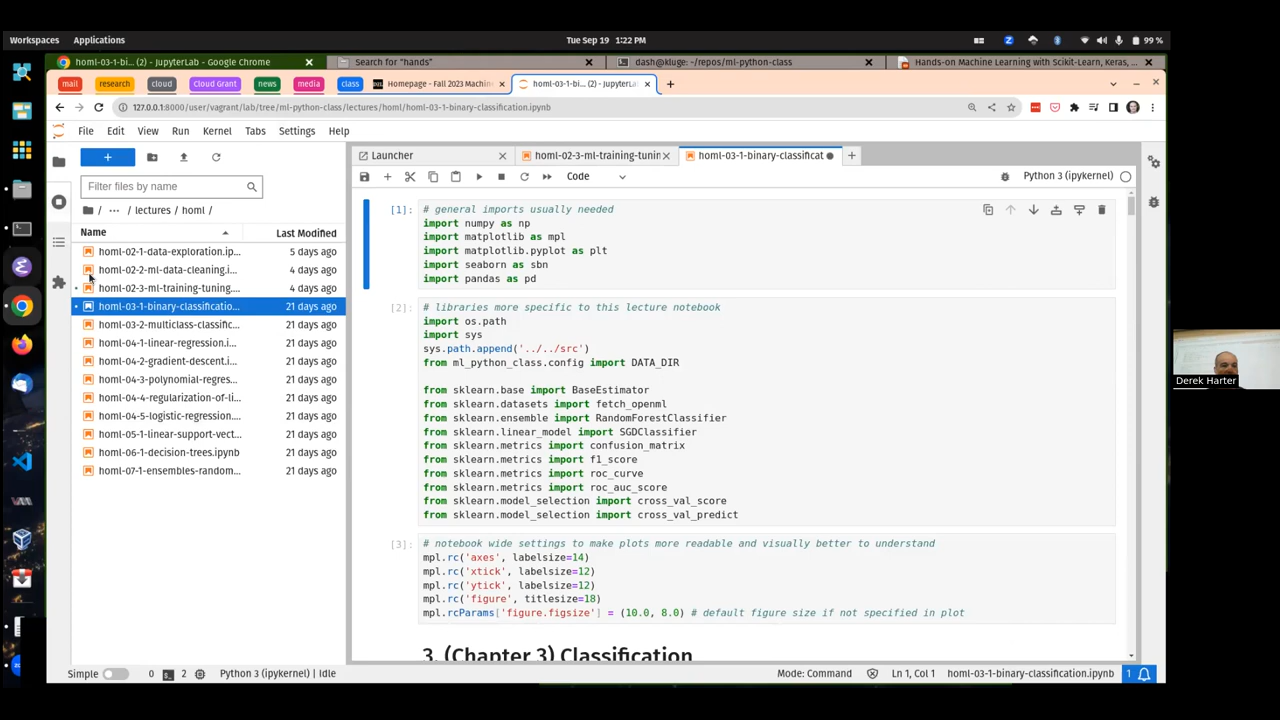 Workspaces Applications Tue Sep 19 1:22 PM 99 %
homl-03-1-bi... (2) - JupyterLab - Google Chrome Search for "hands" dash@kluge: ~/repos/ml-python-class Hands-on Machine Learning with Scikit-Learn, Keras,
mail research cloud Cloud Grant news media class Homepage - Fall 2023 Machin homl-03-1-bi... (2) - JupyterLa
127.0.0.1:8000/user/vagrant/lab/tree/ml-python-class/lectures/homl/homl-03-1-binary-classification.ipynb
File Edit View Run Kernel Tabs Settings Help
Launcher homl-02-3-ml-training-tunin homl-03-1-binary-classificat
Code Python 3 (ipykernel)
Filter files by name
/ ... / lectures / homl /
Name Last Modified
homl-02-1-data-exploration.ip... 5 days ago
homl-02-2-ml-data-cleaning.i... 4 days ago
homl-02-3-ml-training-tuning.... 4 days ago
homl-03-1-binary-classificatio... 21 days ago
homl-03-2-multiclass-classific... 21 days ago
homl-04-1-linear-regression.i... 21 days ago
homl-04-2-gradient-descent.i... 21 days ago
homl-04-3-polynomial-regres... 21 days ago
homl-04-4-regularization-of-li... 21 days ago
homl-04-5-logistic-regression.... 21 days ago
homl-05-1-linear-support-vect... 21 days ago
homl-06-1-decision-trees.ipynb 21 days ago
homl-07-1-ensembles-random... 21 days ago
[1]: # general imports usually needed
import numpy as np
import matplotlib as mpl
import matplotlib.pyplot as plt
import seaborn as sbn
import pandas as pd
[2]: # libraries more specific to this lecture notebook
import os.path
import sys
sys.path.append('../../src')
from ml_python_class.config import DATA_DIR
from sklearn.base import BaseEstimator
from sklearn.datasets import fetch_openml
from sklearn.ensemble import RandomForestClassifier
from sklearn.linear_model import SGDClassifier
from sklearn.metrics import confusion_matrix
from sklearn.metrics import f1_score
from sklearn.metrics import roc_curve
from sklearn.metrics import roc_auc_score
from sklearn.model_selection import cross_val_score
from sklearn.model_selection import cross_val_predict
[3]: # notebook wide settings to make plots more readable and visually better to understand
mpl.rc('axes', labelsize=14)
mpl.rc('xtick', labelsize=12)
mpl.rc('ytick', labelsize=12)
mpl.rc('figure', titlesize=18)
mpl.rcParams['figure.figsize'] = (10.0, 8.0) # default figure size if not specified in plot
3. (Chapter 3) Classification
Simple 0 2 Python 3 (ipykernel) | Idle Mode: Command Ln 1, Col 1 homl-03-1-binary-classification.ipynb 1
Derek Harter